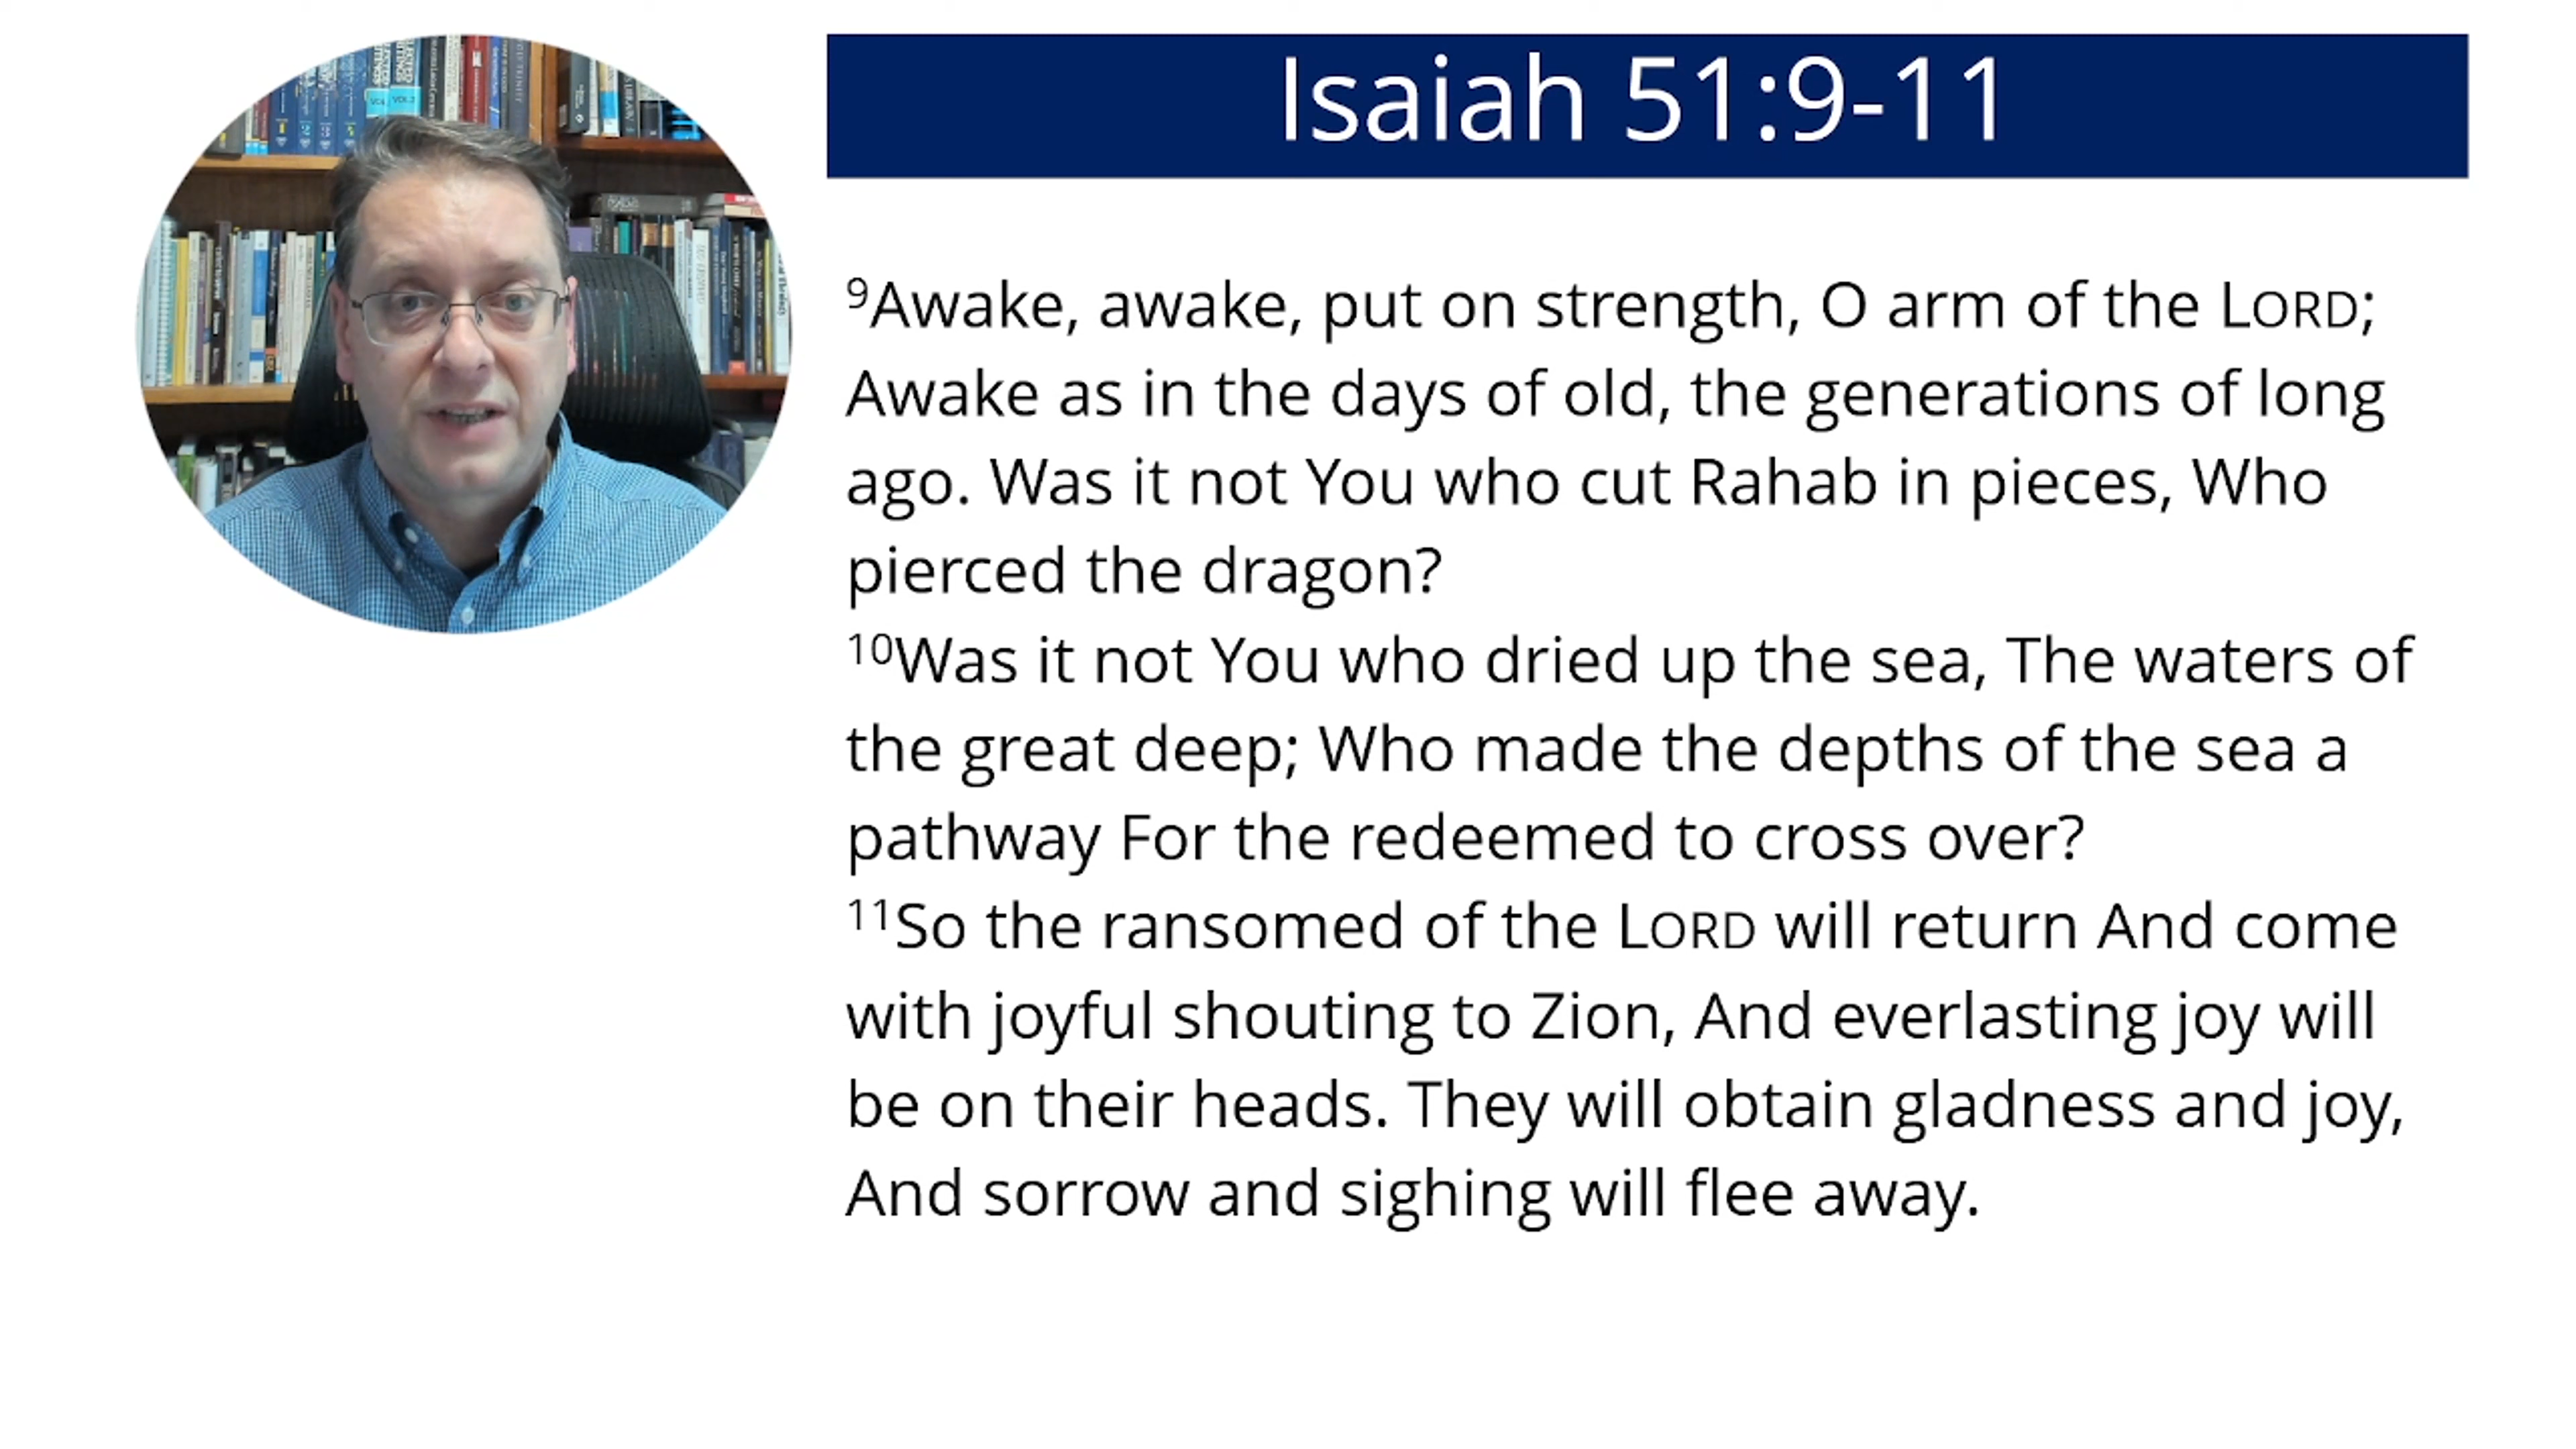 Isaiah 51:9-11
⁹Awake, awake, put on strength, O arm of the LORD;
Awake as in the days of old, the generations of long
ago. Was it not You who cut Rahab in pieces, Who
pierced the dragon?
¹⁰Was it not You who dried up the sea, The waters of
the great deep; Who made the depths of the sea a
pathway For the redeemed to cross over?
¹¹So the ransomed of the LORD will return And come
with joyful shouting to Zion, And everlasting joy will
be on their heads. They will obtain gladness and joy,
And sorrow and sighing will flee away.